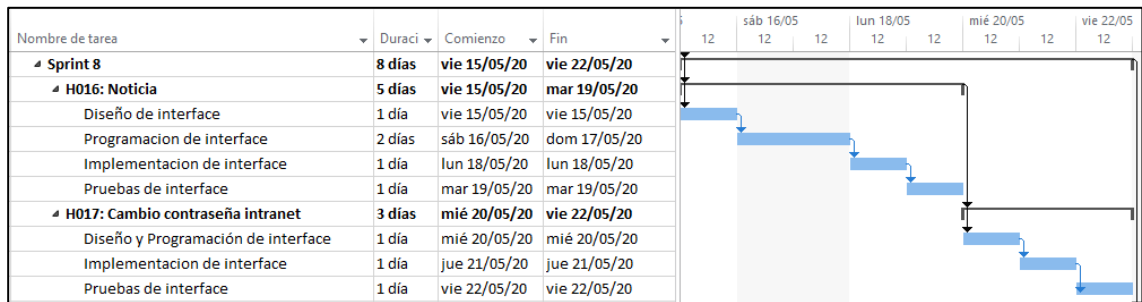 sáb 16/05 lun 18/05 mié 20/05 vie 22/05
Nombre de tarea Duraci Comienzo Fin 12 12 12 12 12 12 12 12
Sprint 8 8 días vie 15/05/20 vie 22/05/20
H016: Noticia 5 días vie 15/05/20 mar 19/05/20
Diseño de interface 1 día vie 15/05/20 vie 15/05/20
Programacion de interface 2 días sáb 16/05/20 dom 17/05/20
Implementacion de interface 1 día lun 18/05/20 lun 18/05/20
Pruebas de interface 1 día mar 19/05/20 mar 19/05/20
H017: Cambio contraseña intranet 3 días mié 20/05/20 vie 22/05/20
Diseño y Programación de interface 1 día mié 20/05/20 mié 20/05/20
Implementacion de interface 1 día jue 21/05/20 jue 21/05/20
Pruebas de interface 1 día vie 22/05/20 vie 22/05/20